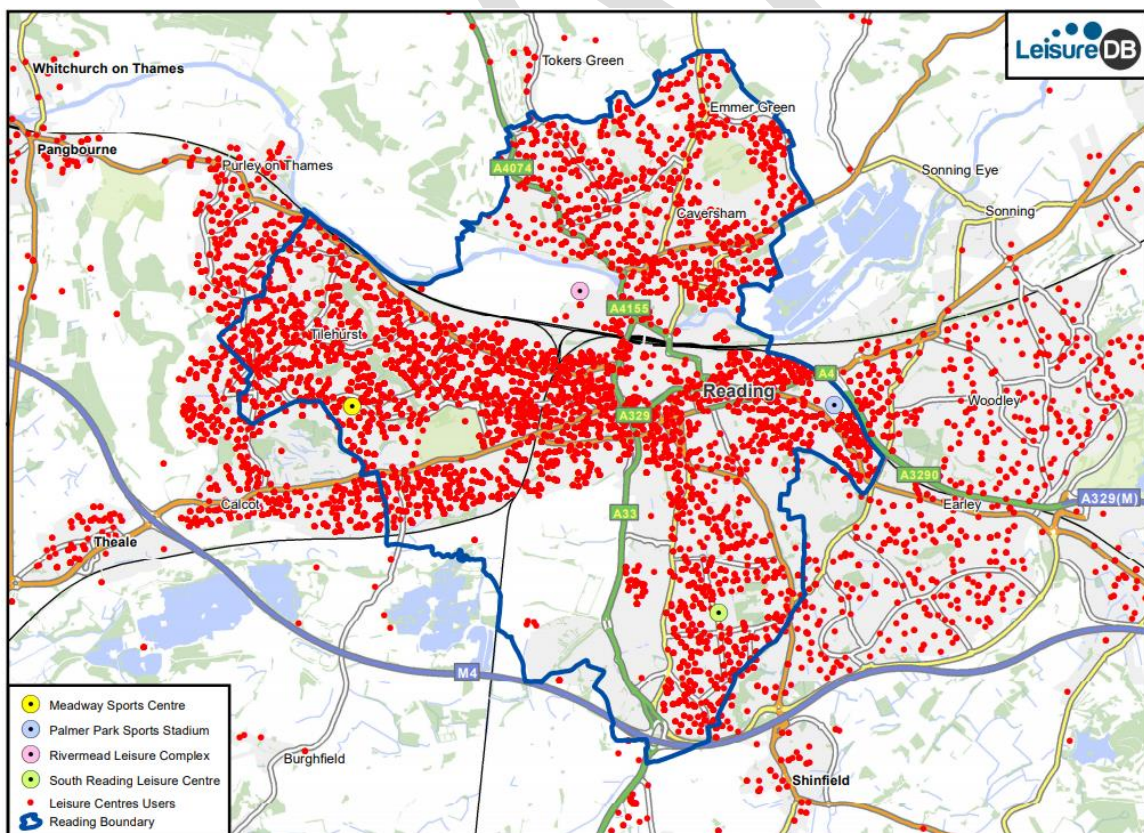 LeisureDB
Whitchurch on Thames
Tokers Green
Emmer Green
Pangbourne
Purley on Thames
A4074
Sonning Eye
Caversham
Sonning
A4155
Tilehurst
A4
Reading
Woodley
A329
A3290
Calcot
A329(M)
Earley
A33
Theale
M4
Meadway Sports Centre
Palmer Park Sports Stadium
Rivermead Leisure Complex
South Reading Leisure Centre
Leisure Centres Users
Reading Boundary
Burghfield
Shinfield